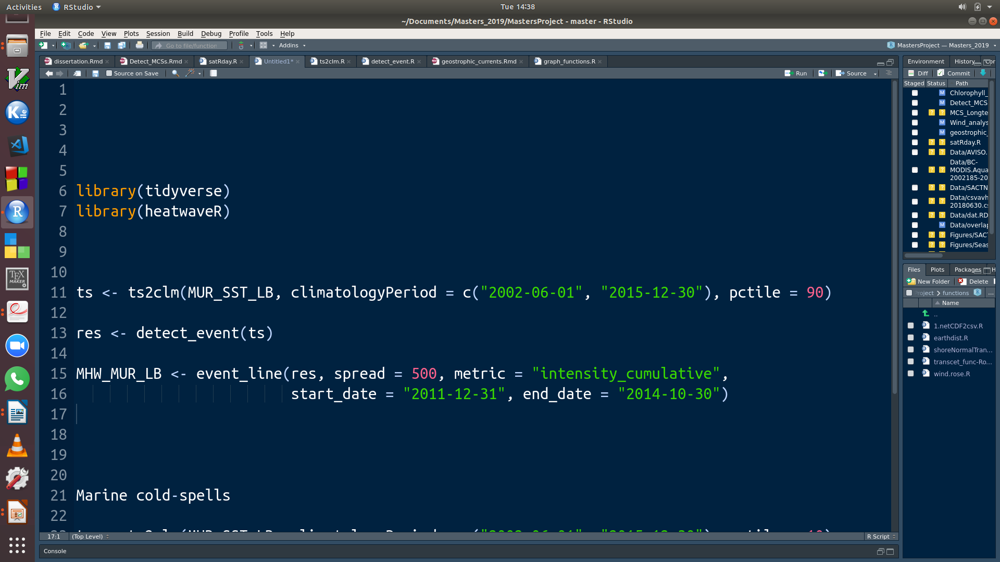 Activities RStudio Tue 14:38
~/Documents/Masters_2019/MastersProject - master - RStudio
File Edit Code View Plots Session Build Debug Profile Tools Help
Go to file/function Addins MastersProject — Masters_2019
dissertation.Rmd Detect_MCSs.Rmd satRday.R Untitled1* ts2clm.R detect_event.R geostrophic_currents.Rmd graph_functions.R
Source on Save Run Source
1
2
3
4
5
6 library(tidyverse)
7 library(heatwaveR)
8
9
10
11 ts <- ts2clm(MUR_SST_LB, climatologyPeriod = c("2002-06-01", "2015-12-30"), pctile = 90)
12
13 res <- detect_event(ts)
14
15 MHW_MUR_LB <- event_line(res, spread = 500, metric = "intensity_cumulative",
16 start_date = "2011-12-31", end_date = "2014-10-30")
17
18
19
20
21 Marine cold-spells
22
17:1 (Top Level) R Script
Console
Environment History Cor
Diff Commit
Staged Status Path
M Chlorophyll_
M Detect_MCS
? ? MCS_Longte
M Wind_analys
M geostrophic_
? ? satRday.R
? ? Data/AVISO.
Data/BC-
? ? MODIS.Aqua
2002185-20
? ? Data/SACTN
Data/csvavh
? ? 20180630.cs
? ? Data/dat.RD
M Data/overlap
? ? Figures/SACT
? ? Figures/Seas
Files Plots Packages H
New Folder Delete
Project functions ...
Name
..
1.netCDF2csv.R
earthdist.R
shoreNormalTran...
transcet_func-Ro...
wind.rose.R
Vim
Kile
R
TEX
MAKER